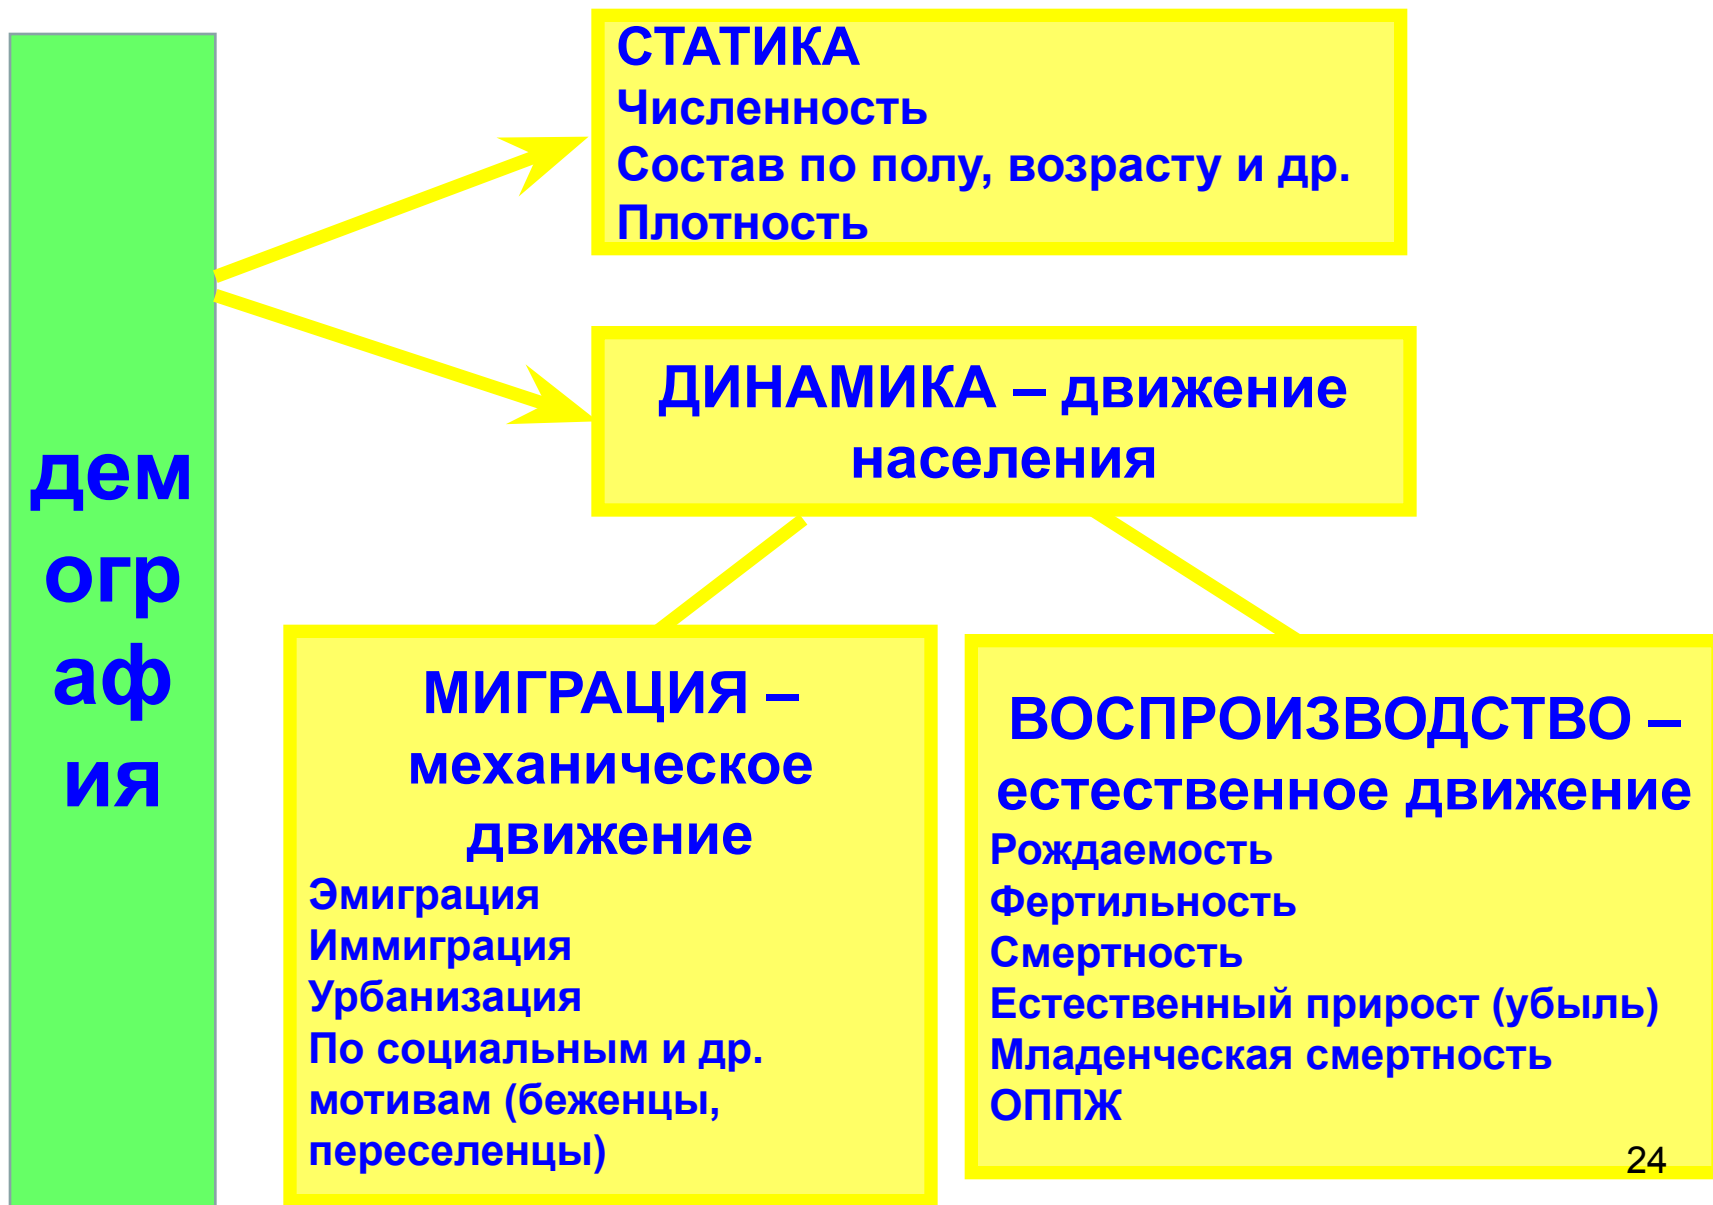 дем
огр
аф
ия
СТАТИКА
Численность
Состав по полу, возрасту и др.
Плотность
ДИНАМИКА – движение
населения
МИГРАЦИЯ –
механическое
движение
Эмиграция
Иммиграция
Урбанизация
По социальным и др.
мотивам (беженцы,
переселенцы)
ВОСПРОИЗВОДСТВО –
естественное движение
Рождаемость
Фертильность
Смертность
Естественный прирост (убыль)
Младенческая смертность
ОППЖ
24